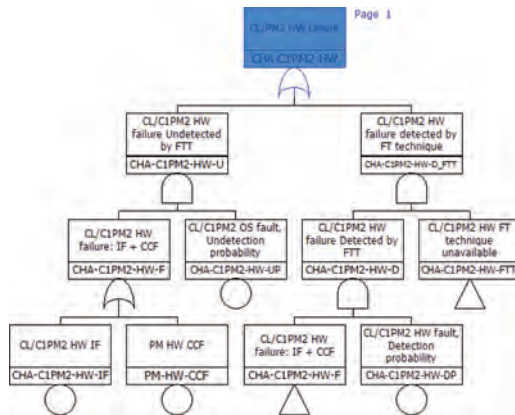 Page 1
CL/PM2 HW
CHA-C1PM2-HW
CL/C1PM2 HW
failure Undetected
by FTT
CHA-C1PM2-HW-U
CL/C1PM2 HW
failure detected by
FT technique
CHA-C1PM2-HW-D_FTT
CL/C1PM2 HW
failure: IF + CCF
CHA-C1PM2-HW-F
CL/C1PM2 OS fault,
Undetection
probability
CHA-C1PM2-HW-UP
CL/C1PM2 HW
failure Detected by
FTT
CHA-C1PM2-HW-D
CL/C1PM2 HW FT
technique
unavailable
CHA-C1PM2-HW-FTT
CL/C1PM2 HW IF
CHA-C1PM2-HW-IF
PM HW CCF
PM-HW-CCF
CL/C1PM2 HW
failure: IF + CCF
CHA-C1PM2-HW-F
CL/C1PM2 HW fault,
Detection
probability
CHA-C1PM2-HW-DP